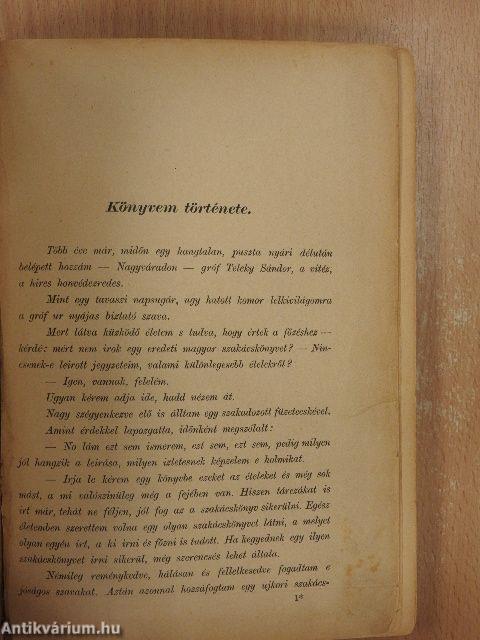 Könyvem története.
Több éve már, midőn egy hangtalan, puszta nyári délután
belépett hozzám — Nagyváradon — gróf Teleky Sándor, a vitéz,
a hires honvédezredes.
Mint egy tavaszi napsugár, ugy hatott komor lelkivilágomra
a gróf ur nyájas biztató szava.
Mert látva küzködő életem s tudva, hogy értek a főzéshez —
kérdé: mért nem irok egy eredeti magyar szakácskönyvet? — Nin-
csenek-e leirott jegyzeteim, valami különlegesebb ételekről?
— Igen, vannak, felelém.
Ugyan kérem adja ide, hadd nézem át.
Nagy szégyenkezve elő is álltam egy szakadozott füzetecskével.
Amint érdekkel lapozgatta, időnként megszólalt:
— No lám ezt sem ismerem, ezt sem, ezt sem, pedig milyen
jól hangzik a leirása, milyen izletesnek képzelem e holmikat.
— Irja le kérem egy könyvbe ezeket az ételeket és még sok
mást, a mi valószinüleg még a fejében van. Hiszen tárczákat is
irt már, tehát ne féljen, jól fog az a szakácskönyv sikerülni. Egész
életemben szerettem volna egy olyan szakácskönyvet látni, a melyet
olyan egyén irt, a ki irni és főzni is tudott. Ha kegyednek egy ilyen
szakácskönyvet irni sikerül, még szerencsés lehet általa.
Némileg reménykedve, hálásan és fellelkesedve fogadtam e
jóságos szavakat. Aztán azonnal hozzáfogtam egy ujkori szakács-
1*
Antikvárium.hu